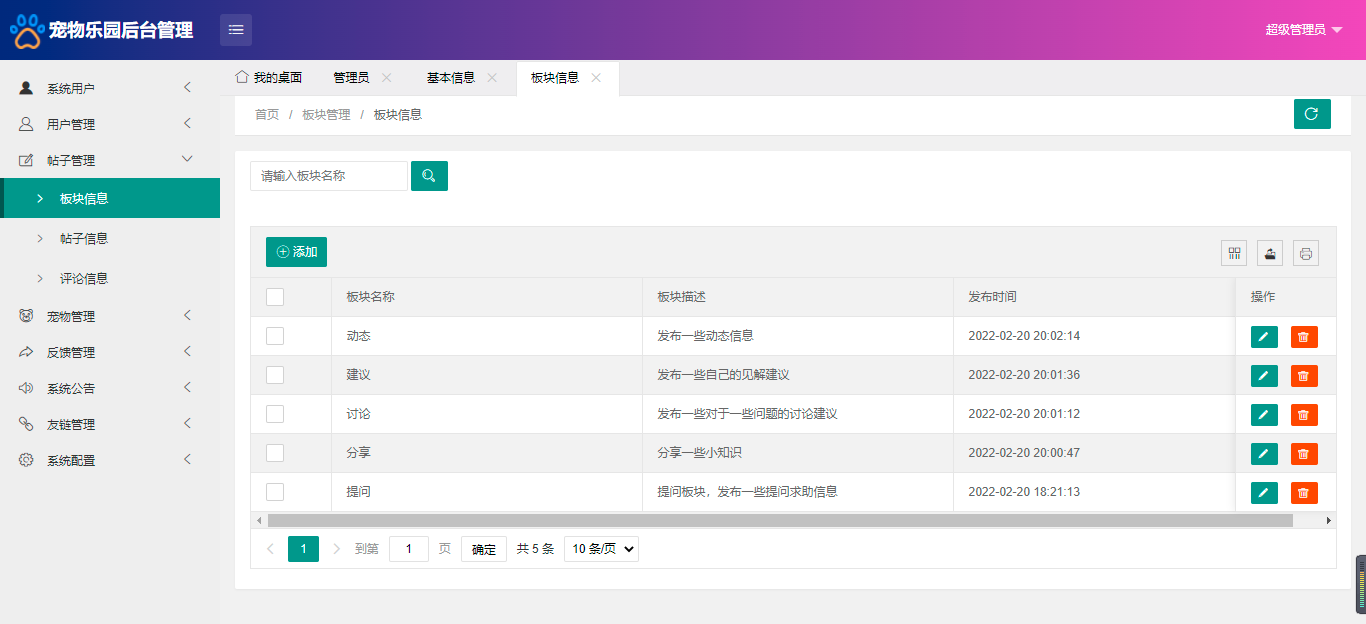 宠物乐园后台管理
超级管理员
我的桌面 管理员 基本信息 板块信息
首页 / 板块管理 / 板块信息
系统用户
用户管理
帖子管理
板块信息
帖子信息
评论信息
宠物管理
反馈管理
系统公告
友链管理
系统配置
请输入板块名称
添加
板块名称 板块描述 发布时间 操作
动态 发布一些动态信息 2022-02-20 20:02:14
建议 发布一些自己的见解建议 2022-02-20 20:01:36
讨论 发布一些对于一些问题的讨论建议 2022-02-20 20:01:12
分享 分享一些小知识 2022-02-20 20:00:47
提问 提问板块，发布一些提问求助信息 2022-02-20 18:21:13
1 到第 1 页 确定 共 5 条 10 条/页